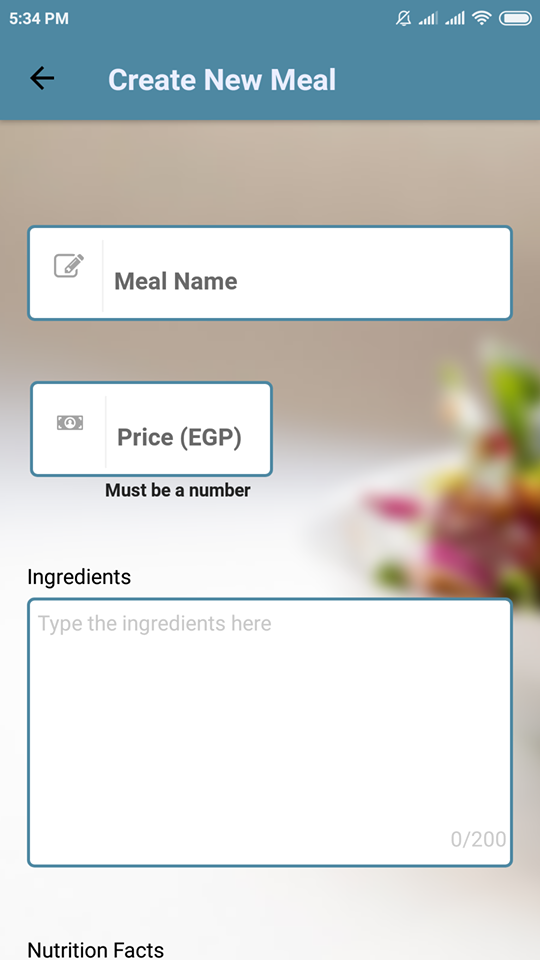 5:34 PM
Create New Meal
Meal Name
Price (EGP)
Must be a number
Ingredients
Type the ingredients here
0/200
Nutrition Facts